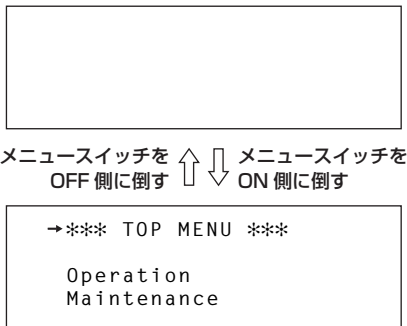 メニュースイッチを
OFF 側に倒す
メニュースイッチを
ON 側に倒す
→*** TOP MENU ***
Operation
Maintenance